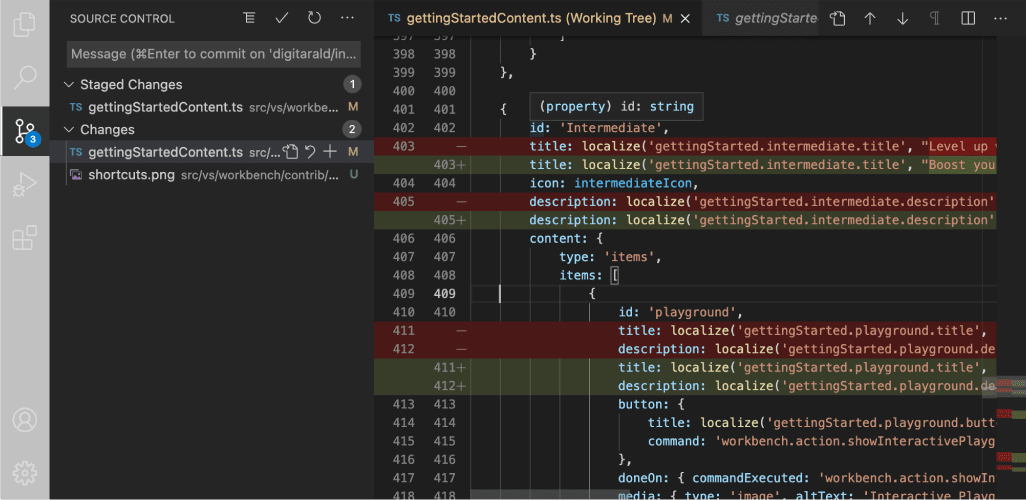 SOURCE CONTROL
Message (⌘Enter to commit on 'digitarald/in...
Staged Changes 1
TS gettingStartedContent.ts src/vs/workbe... M
Changes 2
TS gettingStartedContent.ts src/... M
shortcuts.png src/vs/workbench/contrib/... U
3
TS gettingStartedContent.ts (Working Tree) M
TS gettingStarte
397 397 ]
398 398 }
399 399 },
400 400
401 401 {
(property) id: string
402 402 id: 'Intermediate',
403 — title: localize('gettingStarted.intermediate.title', "Level up
403+ title: localize('gettingStarted.intermediate.title', "Boost you
404 404 icon: intermediateIcon,
405 — description: localize('gettingStarted.intermediate.description'
405+ description: localize('gettingStarted.intermediate.description'
406 406 content: {
407 407 type: 'items',
408 408 items: [
409 409 {
410 410 id: 'playground',
411 — title: localize('gettingStarted.playground.title',
412 — description: localize('gettingStarted.playground.de
411+ title: localize('gettingStarted.playground.title',
412+ description: localize('gettingStarted.playground.de
413 413 button: {
414 414 title: localize('gettingStarted.playground.butt
415 415 command: 'workbench.action.showInteractivePlayg
416 416 },
417 417 doneOn: { commandExecuted: 'workbench.action.showIn
418 418 media: { type: 'image', altText: 'Interactive Playg